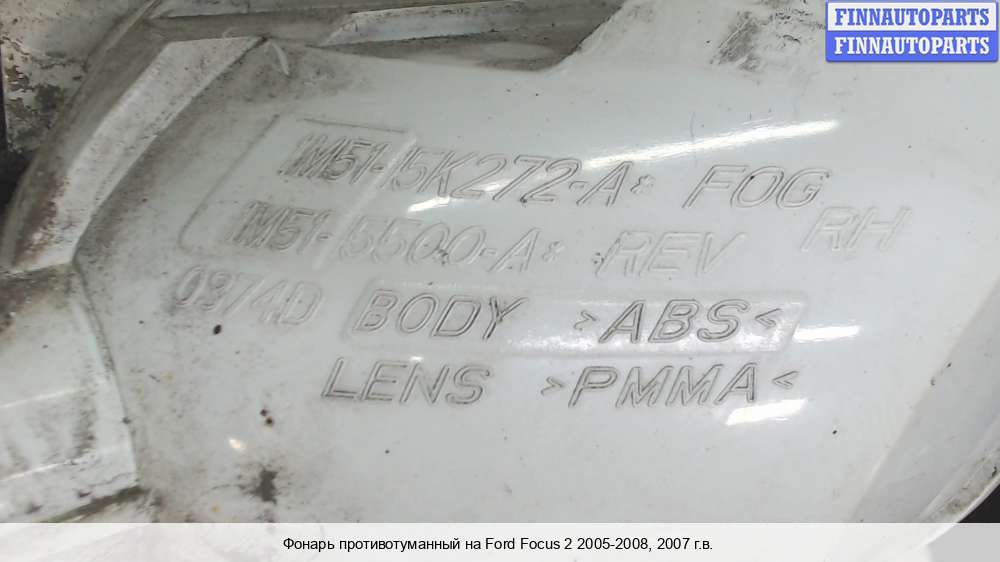 FINNAUTOPARTS
FINNAUTOPARTS
1M51-15K272-A* FOG
1M51-15500-A* REV RH
0374D BODY >ABS<
LENS >PMMA<
Фонарь противотуманный на Ford Focus 2 2005-2008, 2007 г.в.